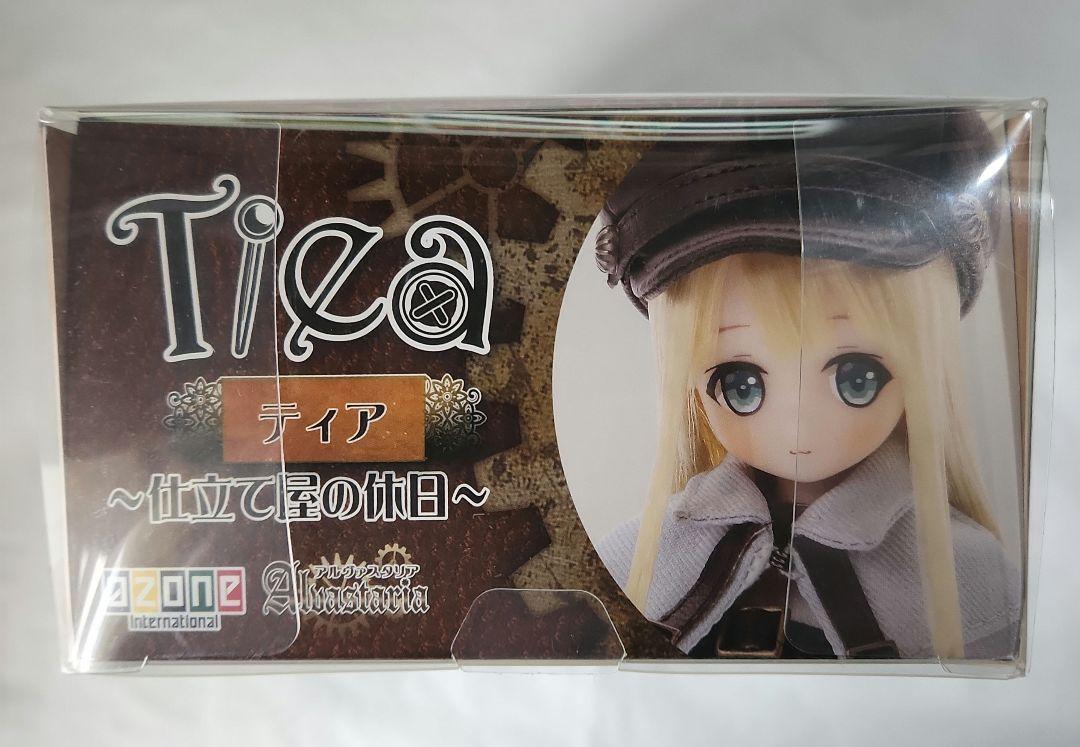 Tiea
ティア
～仕立て屋の休日～
azone
International
アルヴァスタリア
Alvastaria